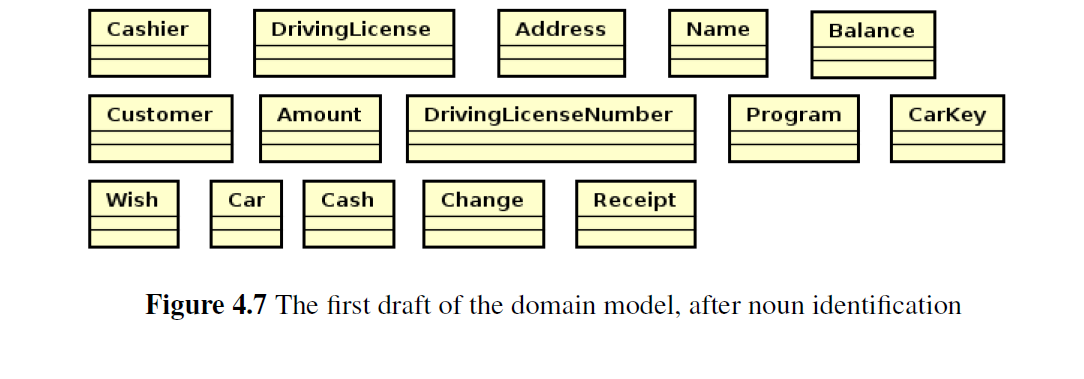 Cashier DrivingLicense Address Name Balance
Customer Amount DrivingLicenseNumber Program CarKey
Wish Car Cash Change Receipt
Figure 4.7 The first draft of the domain model, after noun identification